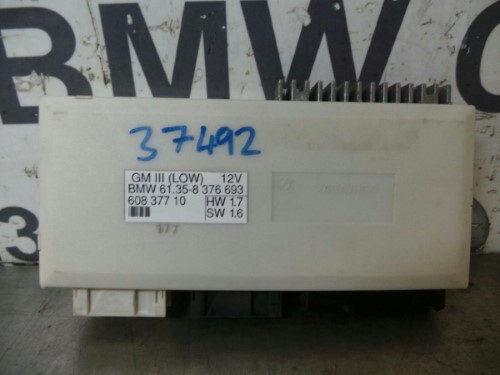 BMW C
37492
GM III (LOW) 12V
BMW 61.35-8 376 693
608 377 10 HW 1.7
SW 1.6